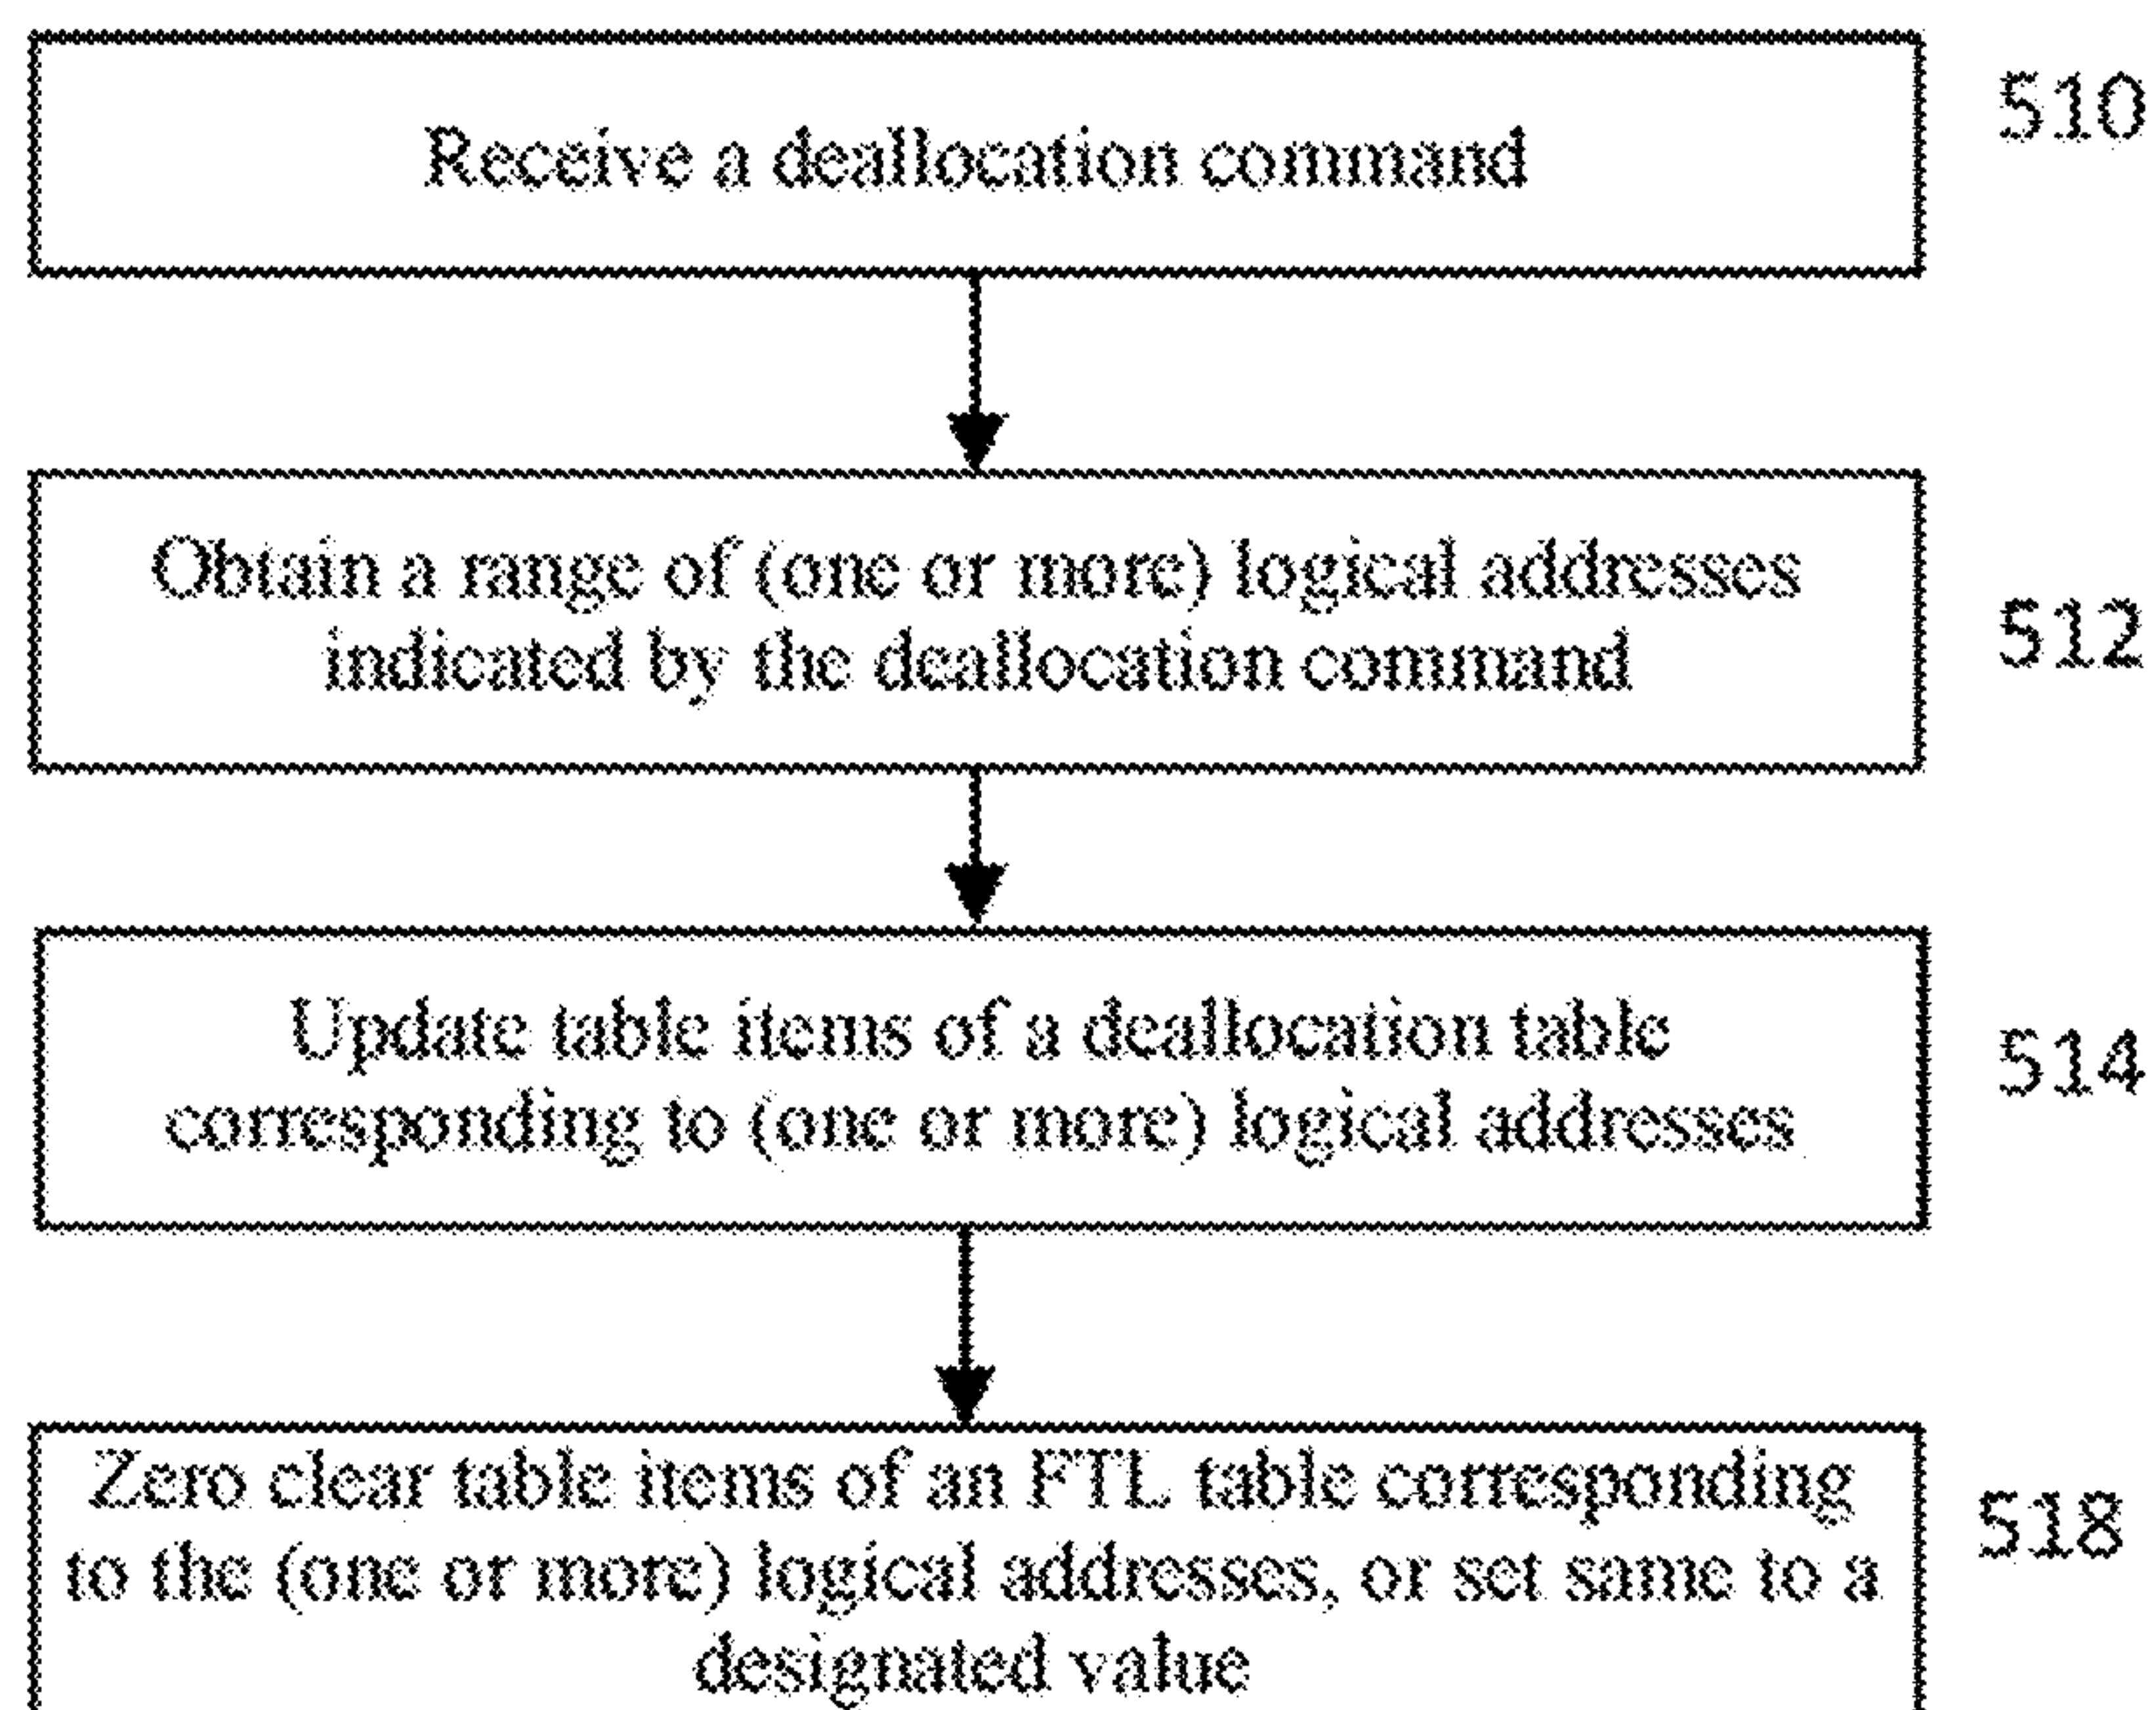 Receive a deallocation command
510
Obtain a range of (one or more) logical addresses
indicated by the deallocation command
512
Update table items of a deallocation table
corresponding to (one or more) logical addresses
514
Zero clear table items of an FTL table corresponding
to the (one or more) logical addresses, or set same to a
designated value
518